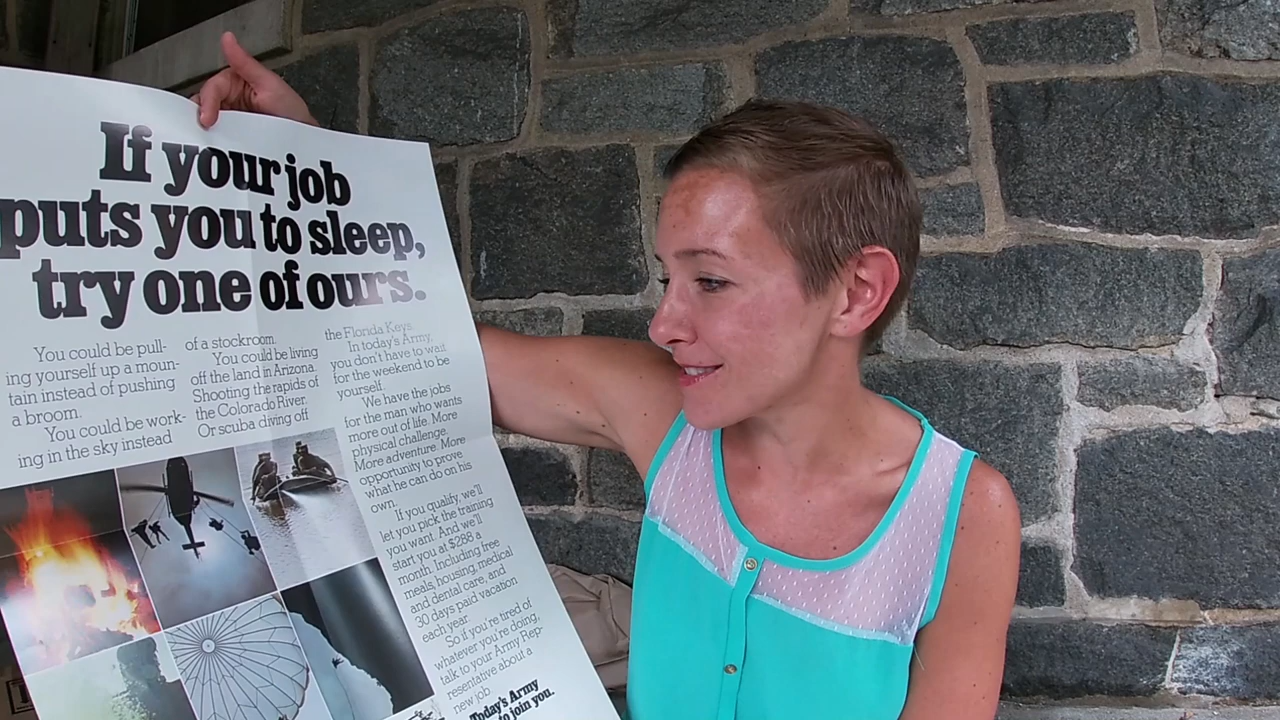 If your job
puts you to sleep,
try one of ours.
You could be pull-
ing yourself up a moun-
tain instead of pushing
a broom.
You could be work-
ing in the sky instead
of a stockroom.
You could be living
off the land in Arizona.
Shooting the rapids of
the Colorado River.
Or scuba diving off
the Florida Keys.
In today's Army,
you don't have to wait
for the weekend to be
yourself.
We have the jobs
for the man who wants
more out of life. More
physical challenge.
More adventure. More
opportunity to prove
what he can do on his
own.
If you qualify, we'll
let you pick the training
you want. And we'll
start you at $288 a
month. Including free
meals, housing, medical
and dental care, and
30 days paid vacation
each year.
So if you're tired of
whatever you're doing,
talk to your Army Rep-
resentative about a
new job.
Today's Army
to join you.